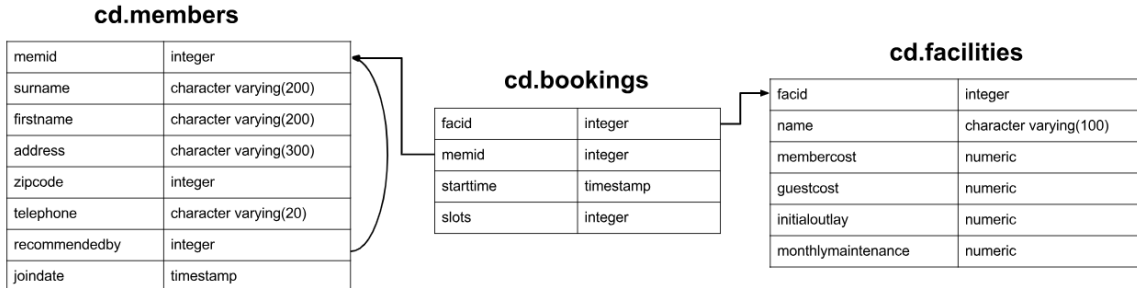 cd.members
memid integer
surname character varying(200)
firstname character varying(200)
address character varying(300)
zipcode integer
telephone character varying(20)
recommendedby integer
joindate timestamp
cd.bookings
facid integer
memid integer
starttime timestamp
slots integer
cd.facilities
facid integer
name character varying(100)
membercost numeric
guestcost numeric
initialoutlay numeric
monthlymaintenance numeric